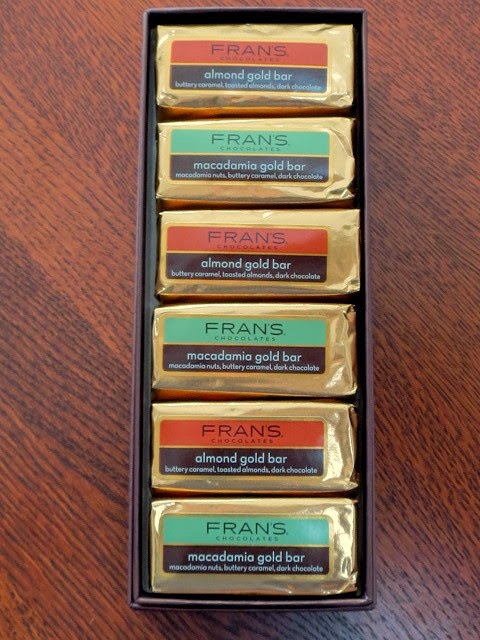 FRAN'S
CHOCOLATES
almond gold bar
buttery caramel, toasted almonds, dark chocolate
FRAN'S
CHOCOLATES
macadamia gold bar
macadamia nuts, buttery caramel, dark chocolate
FRAN'S
CHOCOLATES
almond gold bar
buttery caramel, toasted almonds, dark chocolate
FRAN'S
CHOCOLATES
macadamia gold bar
macadamia nuts, buttery caramel, dark chocolate
FRAN'S
CHOCOLATES
almond gold bar
buttery caramel, toasted almonds, dark chocolate
FRAN'S
CHOCOLATES
macadamia gold bar
macadamia nuts, buttery caramel, dark chocolate